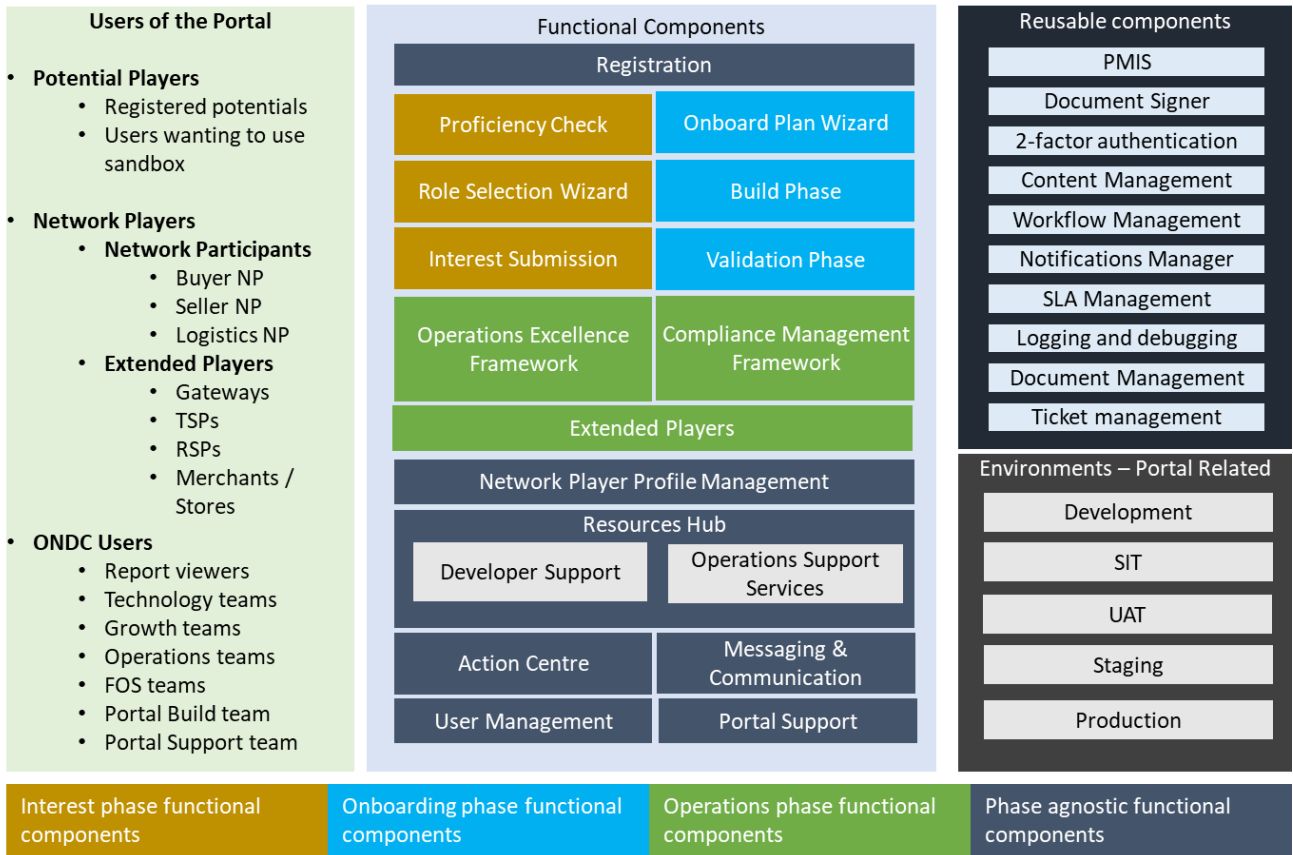 Users of the Portal
• Potential Players
• Registered potentials
• Users wanting to use
sandbox
• Network Players
• Network Participants
• Buyer NP
• Seller NP
• Logistics NP
• Extended Players
• Gateways
• TSPs
• RSPs
• Merchants /
Stores
• ONDC Users
• Report viewers
• Technology teams
• Growth teams
• Operations teams
• FOS teams
• Portal Build team
• Portal Support team
Functional Components
Registration
Proficiency Check
Onboard Plan Wizard
Role Selection Wizard
Build Phase
Interest Submission
Validation Phase
Operations Excellence
Framework
Compliance Management
Framework
Extended Players
Network Player Profile Management
Resources Hub
Developer Support
Operations Support
Services
Action Centre
Messaging &
Communication
User Management
Portal Support
Reusable components
PMIS
Document Signer
2-factor authentication
Content Management
Workflow Management
Notifications Manager
SLA Management
Logging and debugging
Document Management
Ticket management
Environments – Portal Related
Development
SIT
UAT
Staging
Production
Interest phase functional
components
Onboarding phase functional
components
Operations phase functional
components
Phase agnostic functional
components